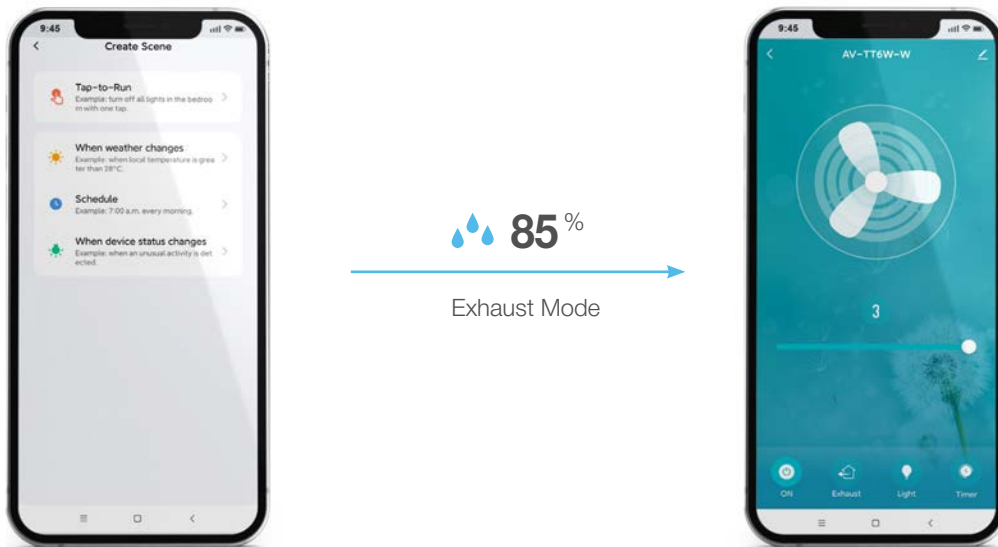 9:45
Create Scene
Tap-to-Run
Example: turn off all lights in the bedroo
m with one tap.
When weather changes
Example: when local temperature is grea
ter than 28°C.
Schedule
Example: 7:00 a.m. every morning.
When device status changes
Example: when an unusual activity is det
ected.
85 %
Exhaust Mode
9:45
AV-TT6W-W
3
ON
Exhaust
Light
Timer